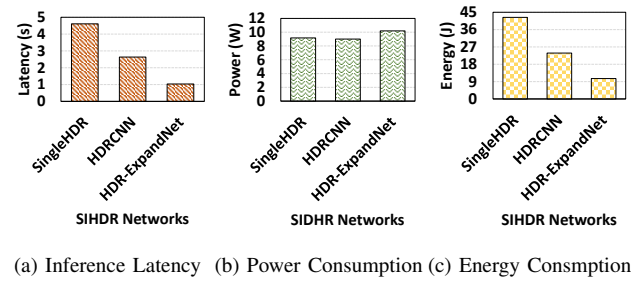 Latency (s)
5
4
3
2
1
0
SingleHDR
HDRCNN
HDR-ExpandNet
SIHDR Networks
Power (W)
12
10
8
6
4
2
0
SingleHDR
HDRCNN
HDR-ExpandNet
SIDHR Networks
Energy (J)
45
36
27
18
9
0
SingleHDR
HDRCNN
HDR-ExpandNet
SIHDR Networks
(a) Inference Latency (b) Power Consumption (c) Energy Consmption